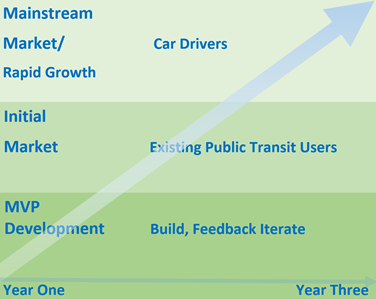 Mainstream
Market/ Car Drivers
Rapid Growth
Initial
Market Existing Public Transit Users
MVP
Development Build, Feedback Iterate
Year One Year Three